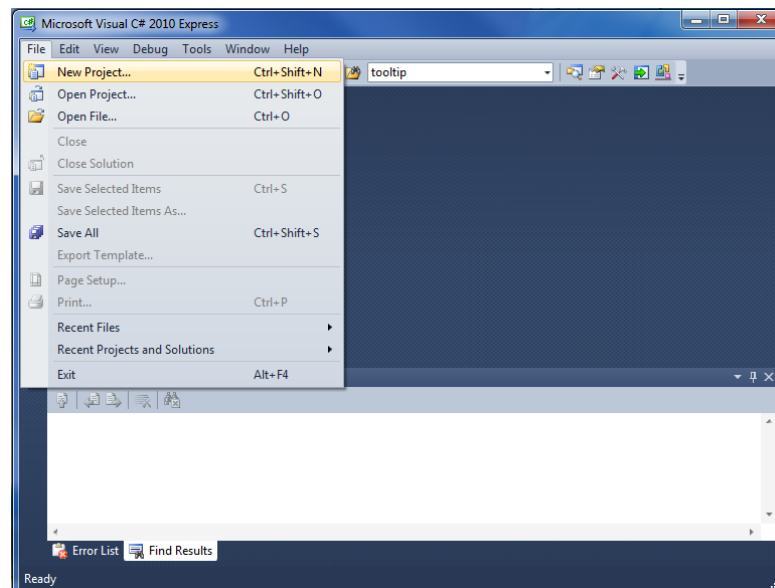 Microsoft Visual C# 2010 Express
File Edit View Debug Tools Window Help
New Project... Ctrl+Shift+N
tooltip
Open Project... Ctrl+Shift+O
Open File... Ctrl+O
Close
Close Solution
Save Selected Items Ctrl+S
Save Selected Items As...
Save All Ctrl+Shift+S
Export Template...
Page Setup...
Print... Ctrl+P
Recent Files
Recent Projects and Solutions
Exit Alt+F4
Error List Find Results
Ready